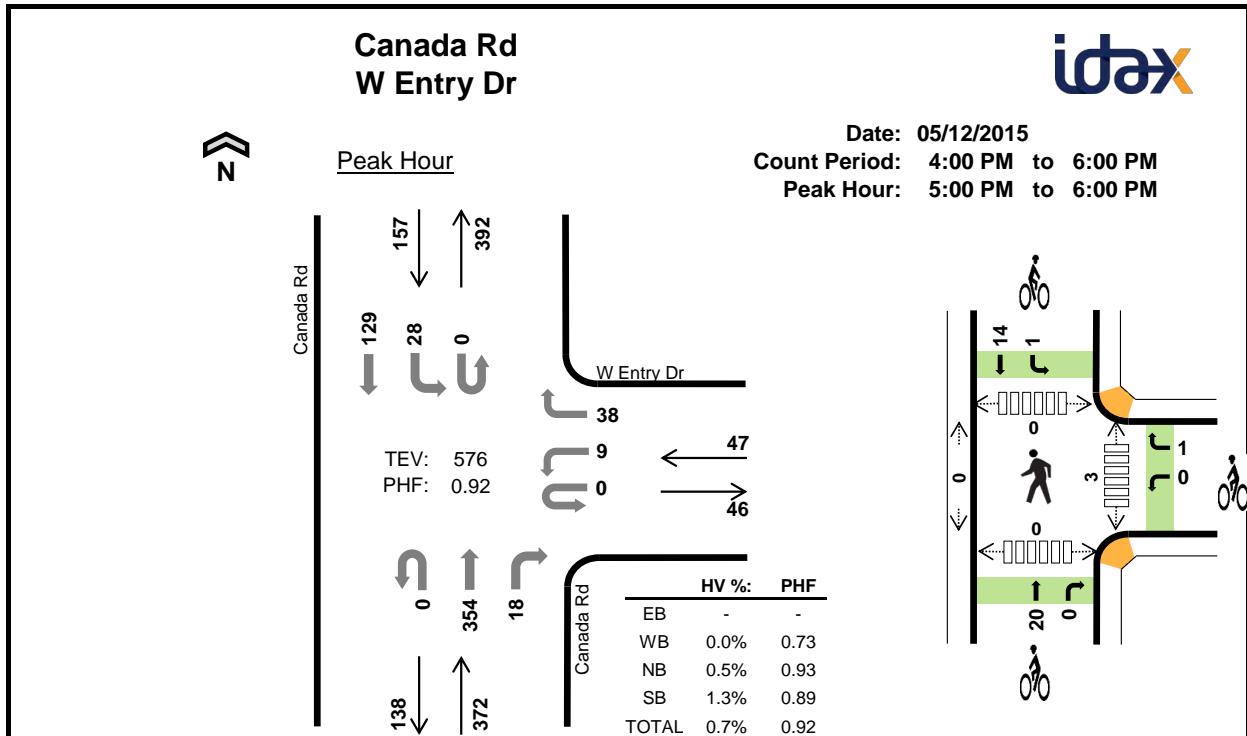 Canada Rd
W Entry Dr
idax
Date: 05/12/2015
Count Period: 4:00 PM to 6:00 PM
Peak Hour: 5:00 PM to 6:00 PM
N
Peak Hour
157
392
Canada Rd
129
28
0
W Entry Dr
38
9
0
47
46
TEV: 576
PHF: 0.92
0
354
18
Canada Rd
138
372
HV %: PHF
EB - -
WB 0.0% 0.73
NB 0.5% 0.93
SB 1.3% 0.89
TOTAL 0.7% 0.92
14
1
0
1
0
0
3
0
20
0